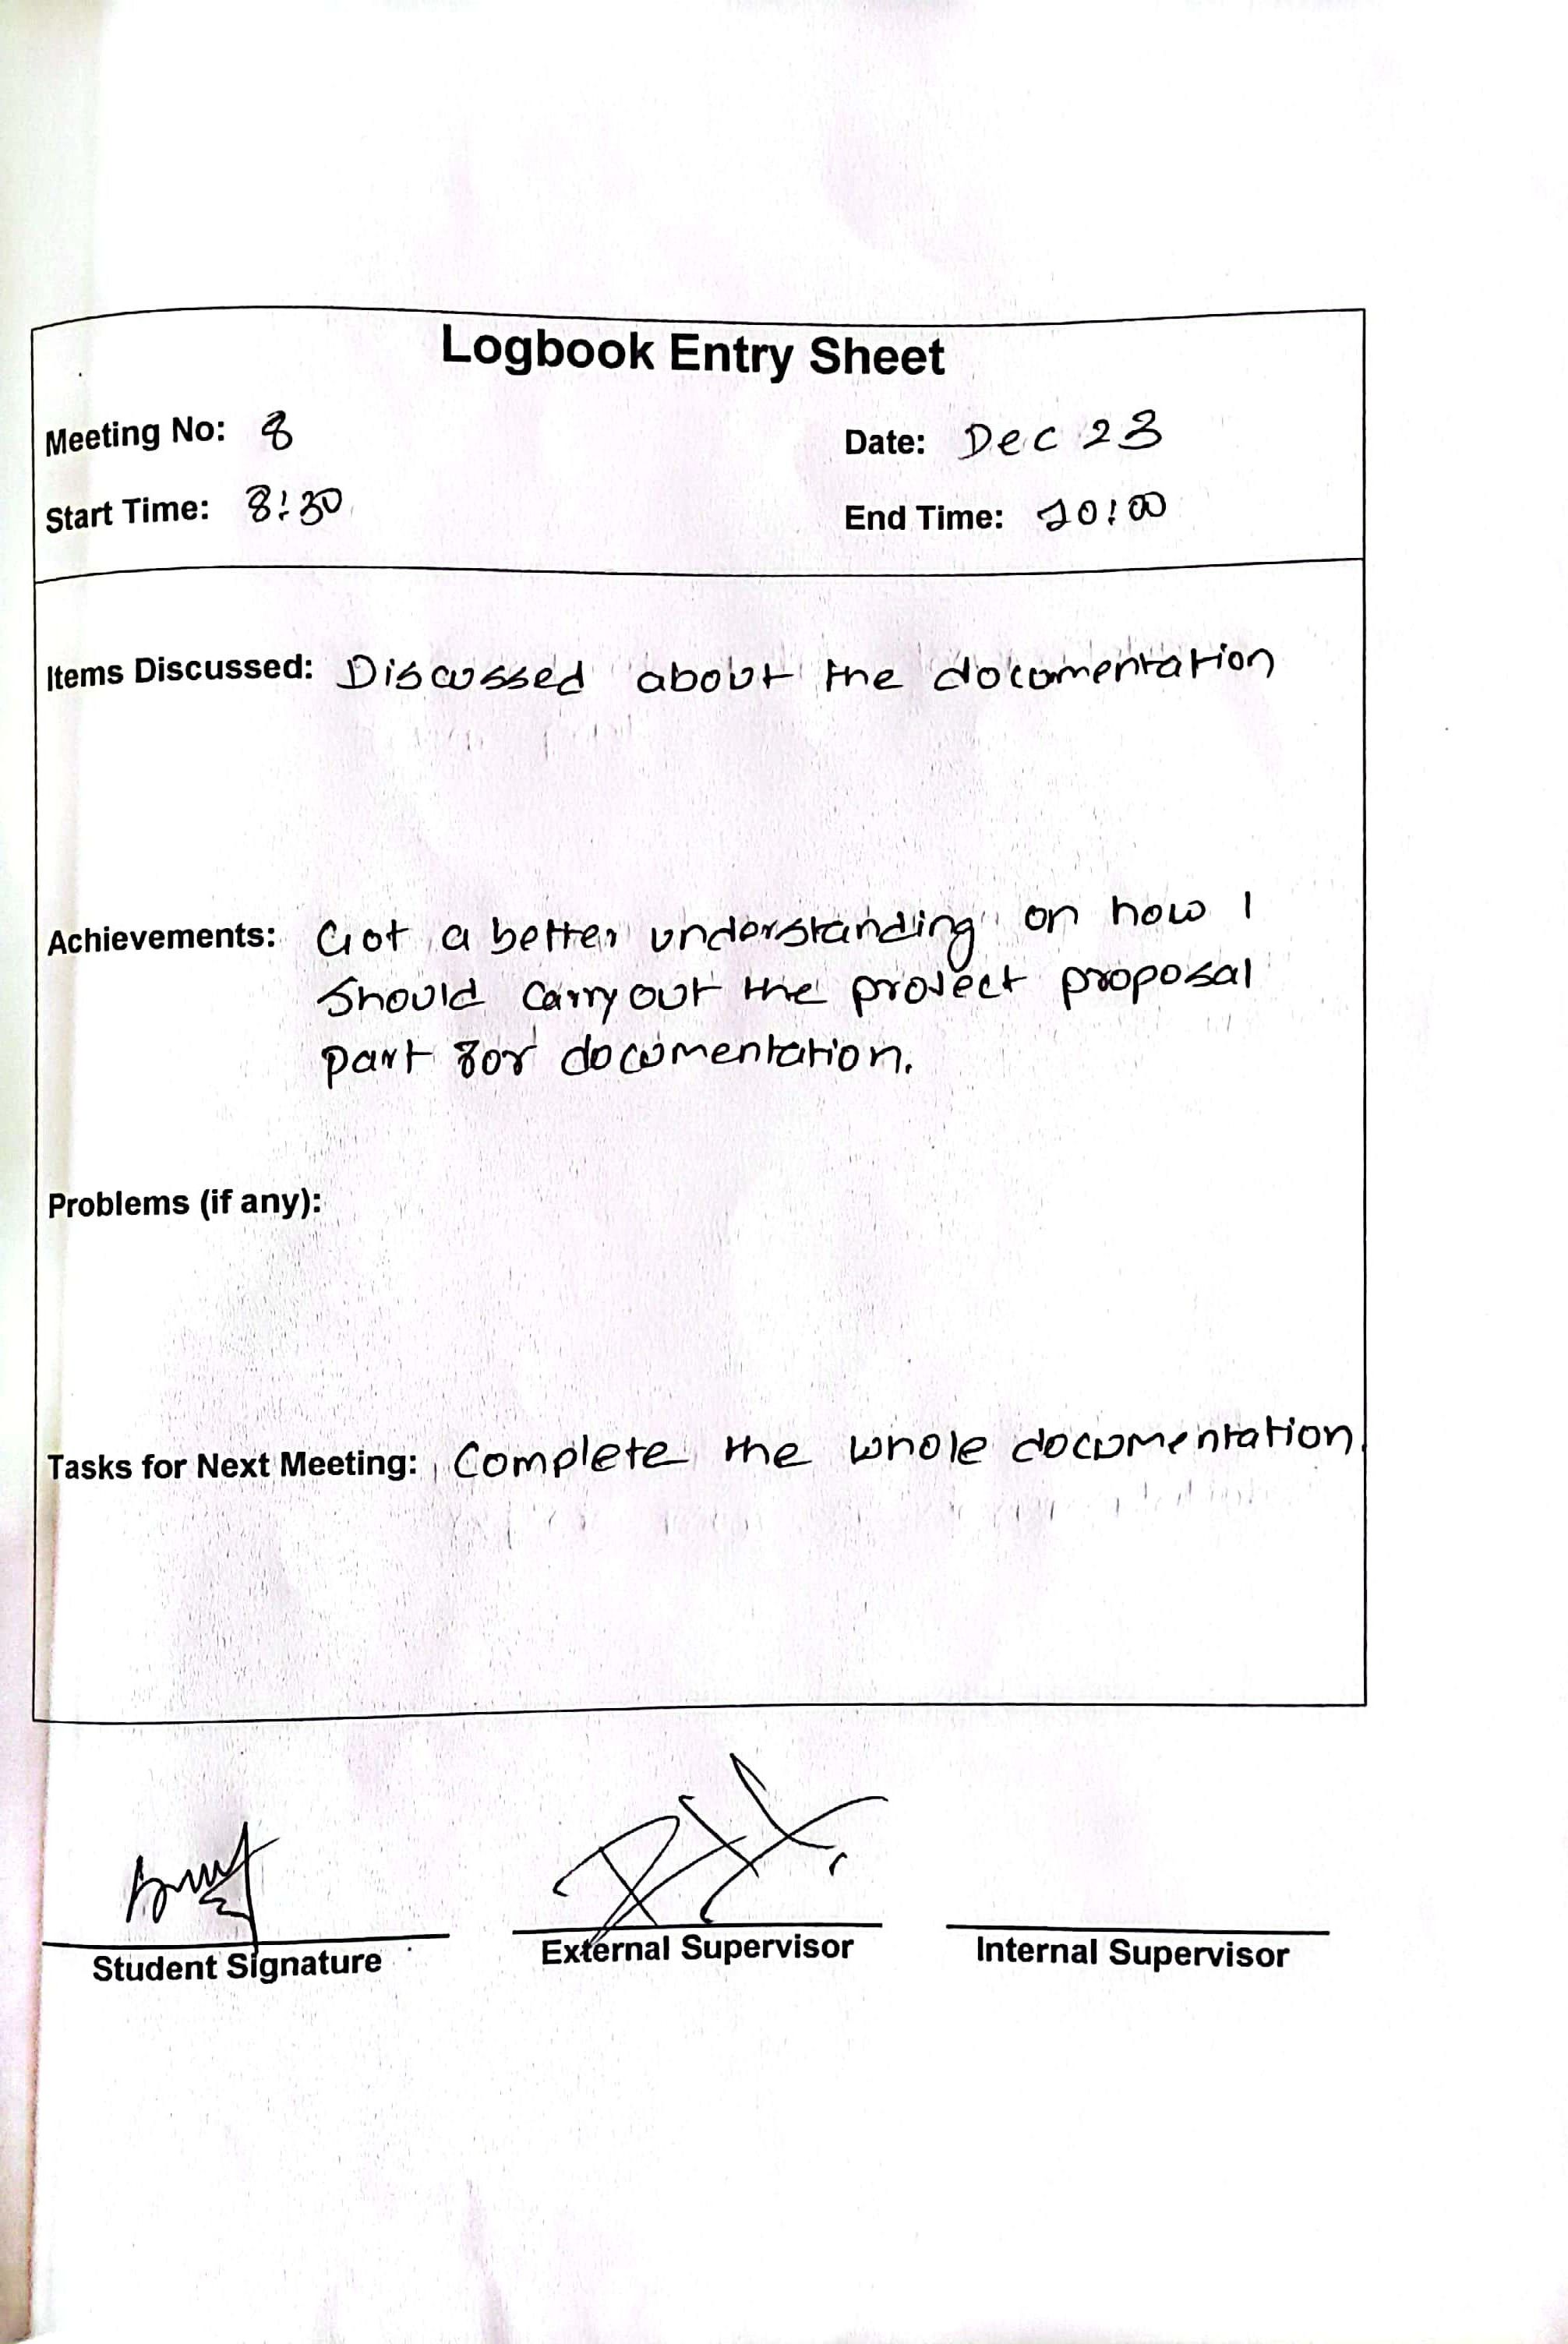 Logbook Entry Sheet
Meeting No: 8 Date: Dec 23
Start Time: 8:30 End Time: 10:00
Items Discussed: Discussed about the documentation
Achievements: Got a better understanding on how I
should carry out the project proposal
part for documentation.
Problems (if any):
Tasks for Next Meeting: Complete the whole documentation
Student Signature External Supervisor Internal Supervisor